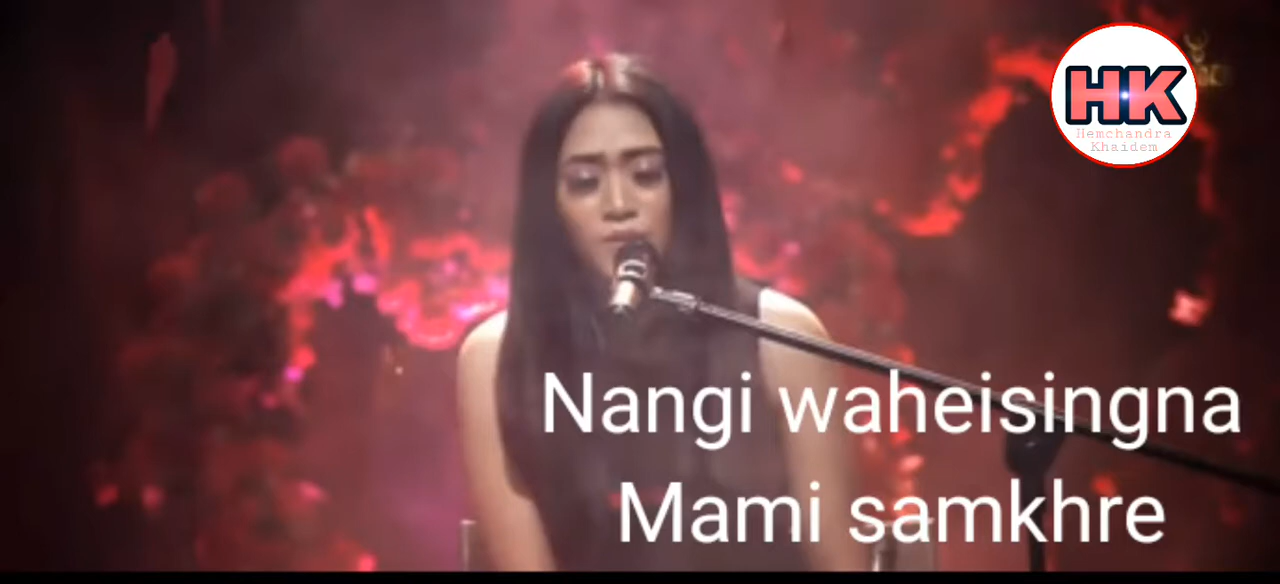 HK
Hemchandra
Khaidem
Nangi waheisingna
Mami samkhre